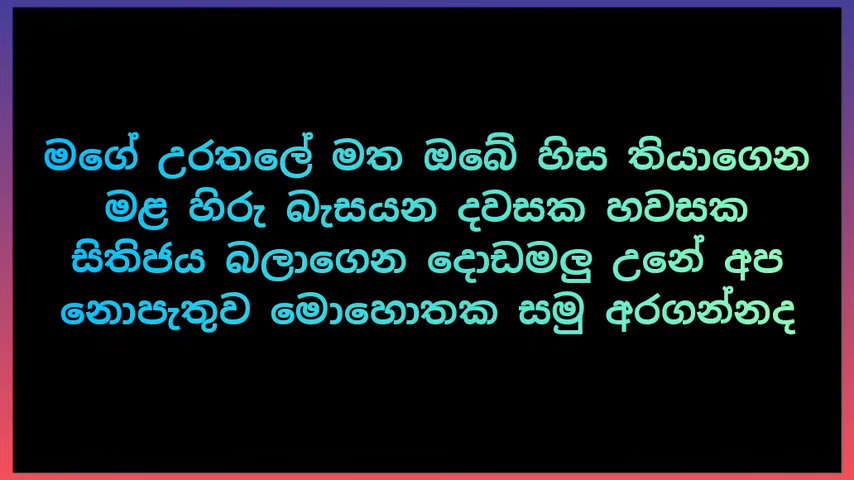 මගේ උරතලේ මත ඔබේ හිස තියාගෙන
මළ හිරු බැසයන දවසක හවසක
සිතිජය බලාගෙන දොඩමලු උනේ අප
නොපැතුව මොහොතක සමු අරගන්නද